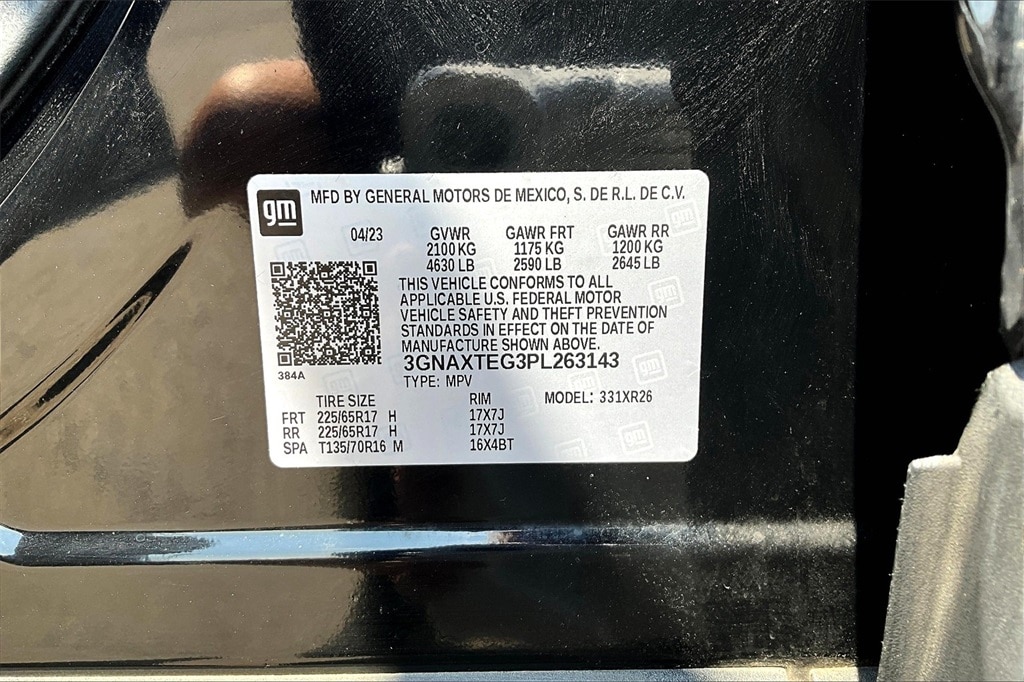 gm MFD BY GENERAL MOTORS DE MEXICO, S. DE R.L. DE C.V.
04/23 GVWR GAWR FRT GAWR RR
2100 KG 1175 KG 1200 KG
4630 LB 2590 LB 2645 LB
THIS VEHICLE CONFORMS TO ALL
APPLICABLE U.S. FEDERAL MOTOR
VEHICLE SAFETY AND THEFT PREVENTION
STANDARDS IN EFFECT ON THE DATE OF
MANUFACTURE SHOWN ABOVE.
384A
3GNAXTEG3PL263143
TYPE: MPV
TIRE SIZE RIM MODEL: 331XR26
FRT 225/65R17 H 17X7J
RR 225/65R17 H 17X7J
SPA T135/70R16 M 16X4BT